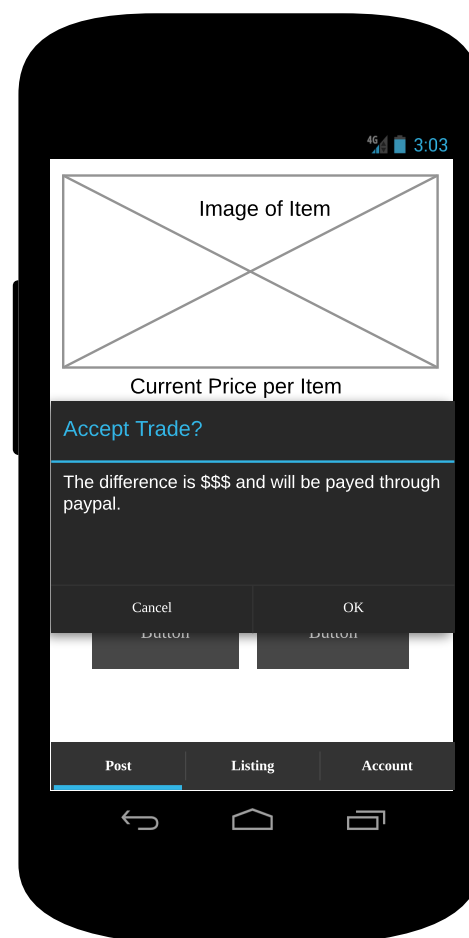 4G 3:03
Image of Item
Current Price per Item
Accept Trade?
The difference is $$$ and will be payed through
paypal.
Cancel OK
Button Button
Post Listing Account